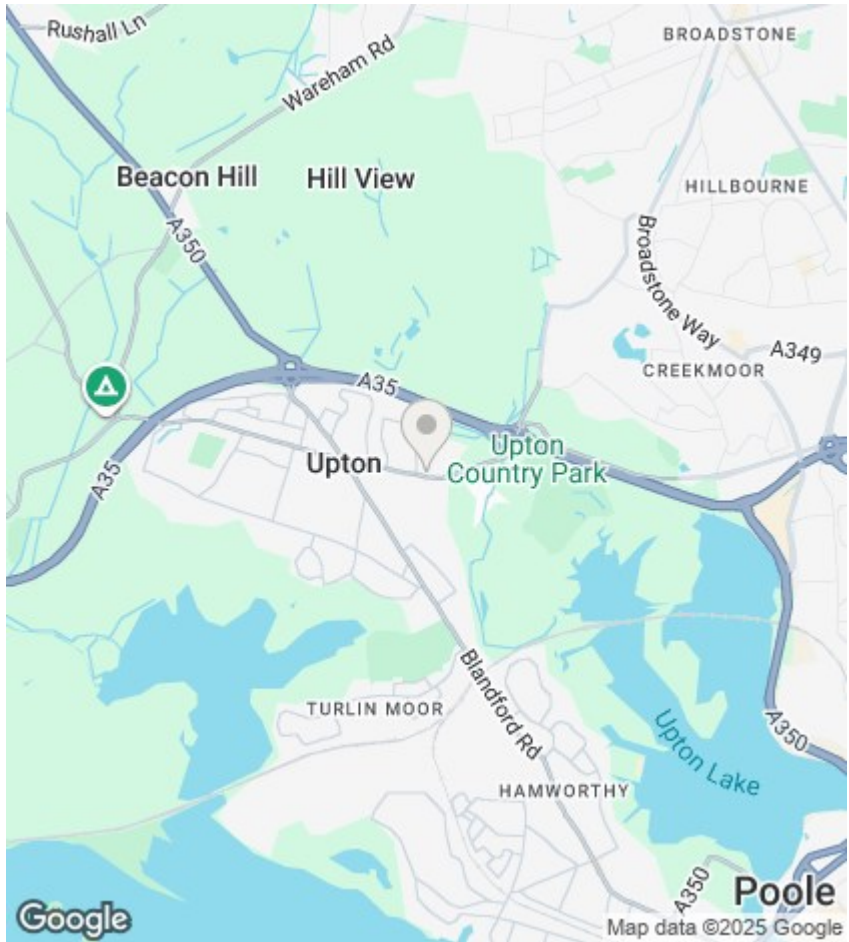 Rushall Ln
Wareham Rd
BROADSTONE
Beacon Hill
Hill View
HILLBOURNE
A350
Broadstone Way
A349
CREEKMOOR
A35
Upton
Upton
Country Park
A35
TURLIN MOOR
Blandford Rd
Upton Lake
A350
HAMWORTHY
A350
Poole
Google
Map data ©2025 Google